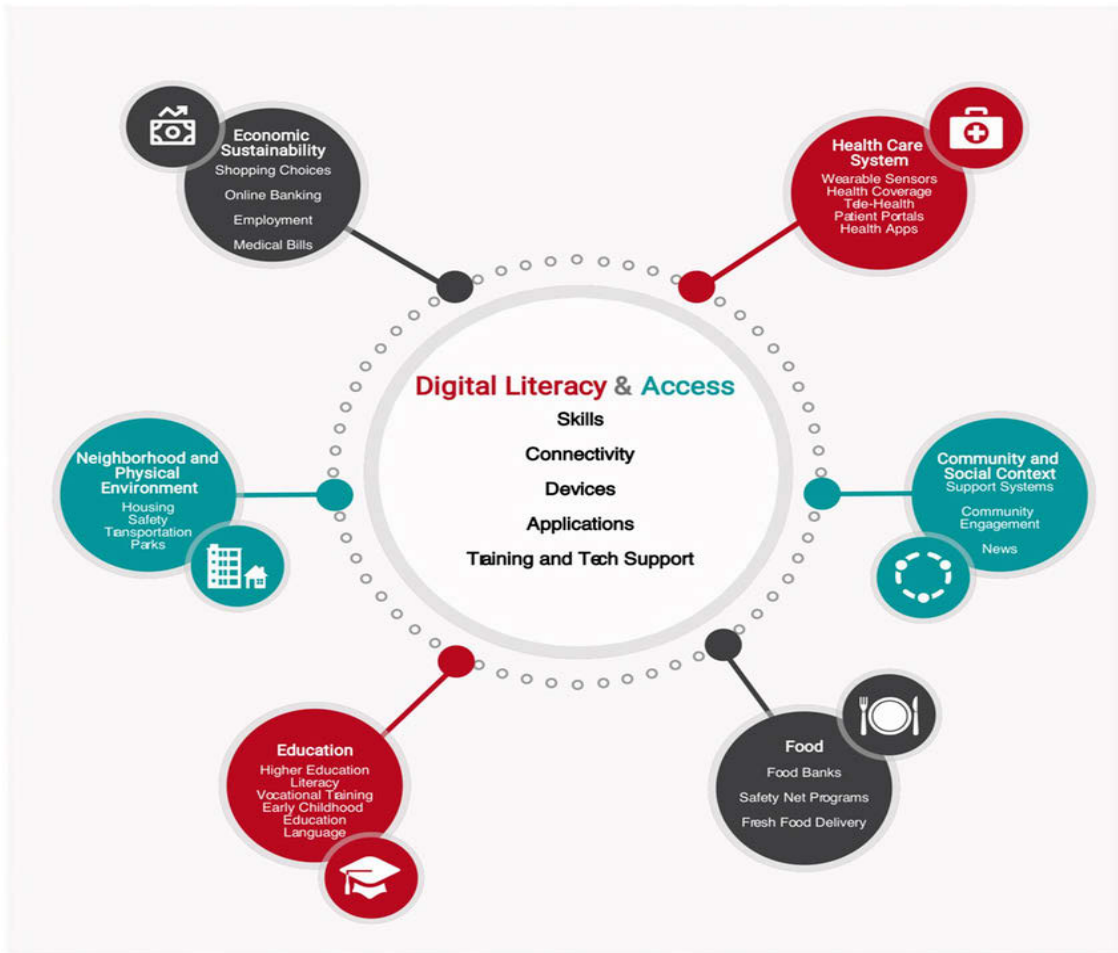 Economic
Sustainability
Shopping Choices
Online Banking
Employment
Medical Bills
Health Care
System
Wearable Sensors
Health Coverage
Tele-Health
Patient Portals
Health Apps
Digital Literacy & Access
Skills
Connectivity
Devices
Applications
Training and Tech Support
Neighborhood and
Physical
Environment
Housing
Safety
Transportation
Parks
Community and
Social Context
Support Systems
Community
Engagement
News
Education
Higher Education
Literacy
Vocational Training
Early Childhood
Education
Language
Food
Food Banks
Safety Net Programs
Fresh Food Delivery